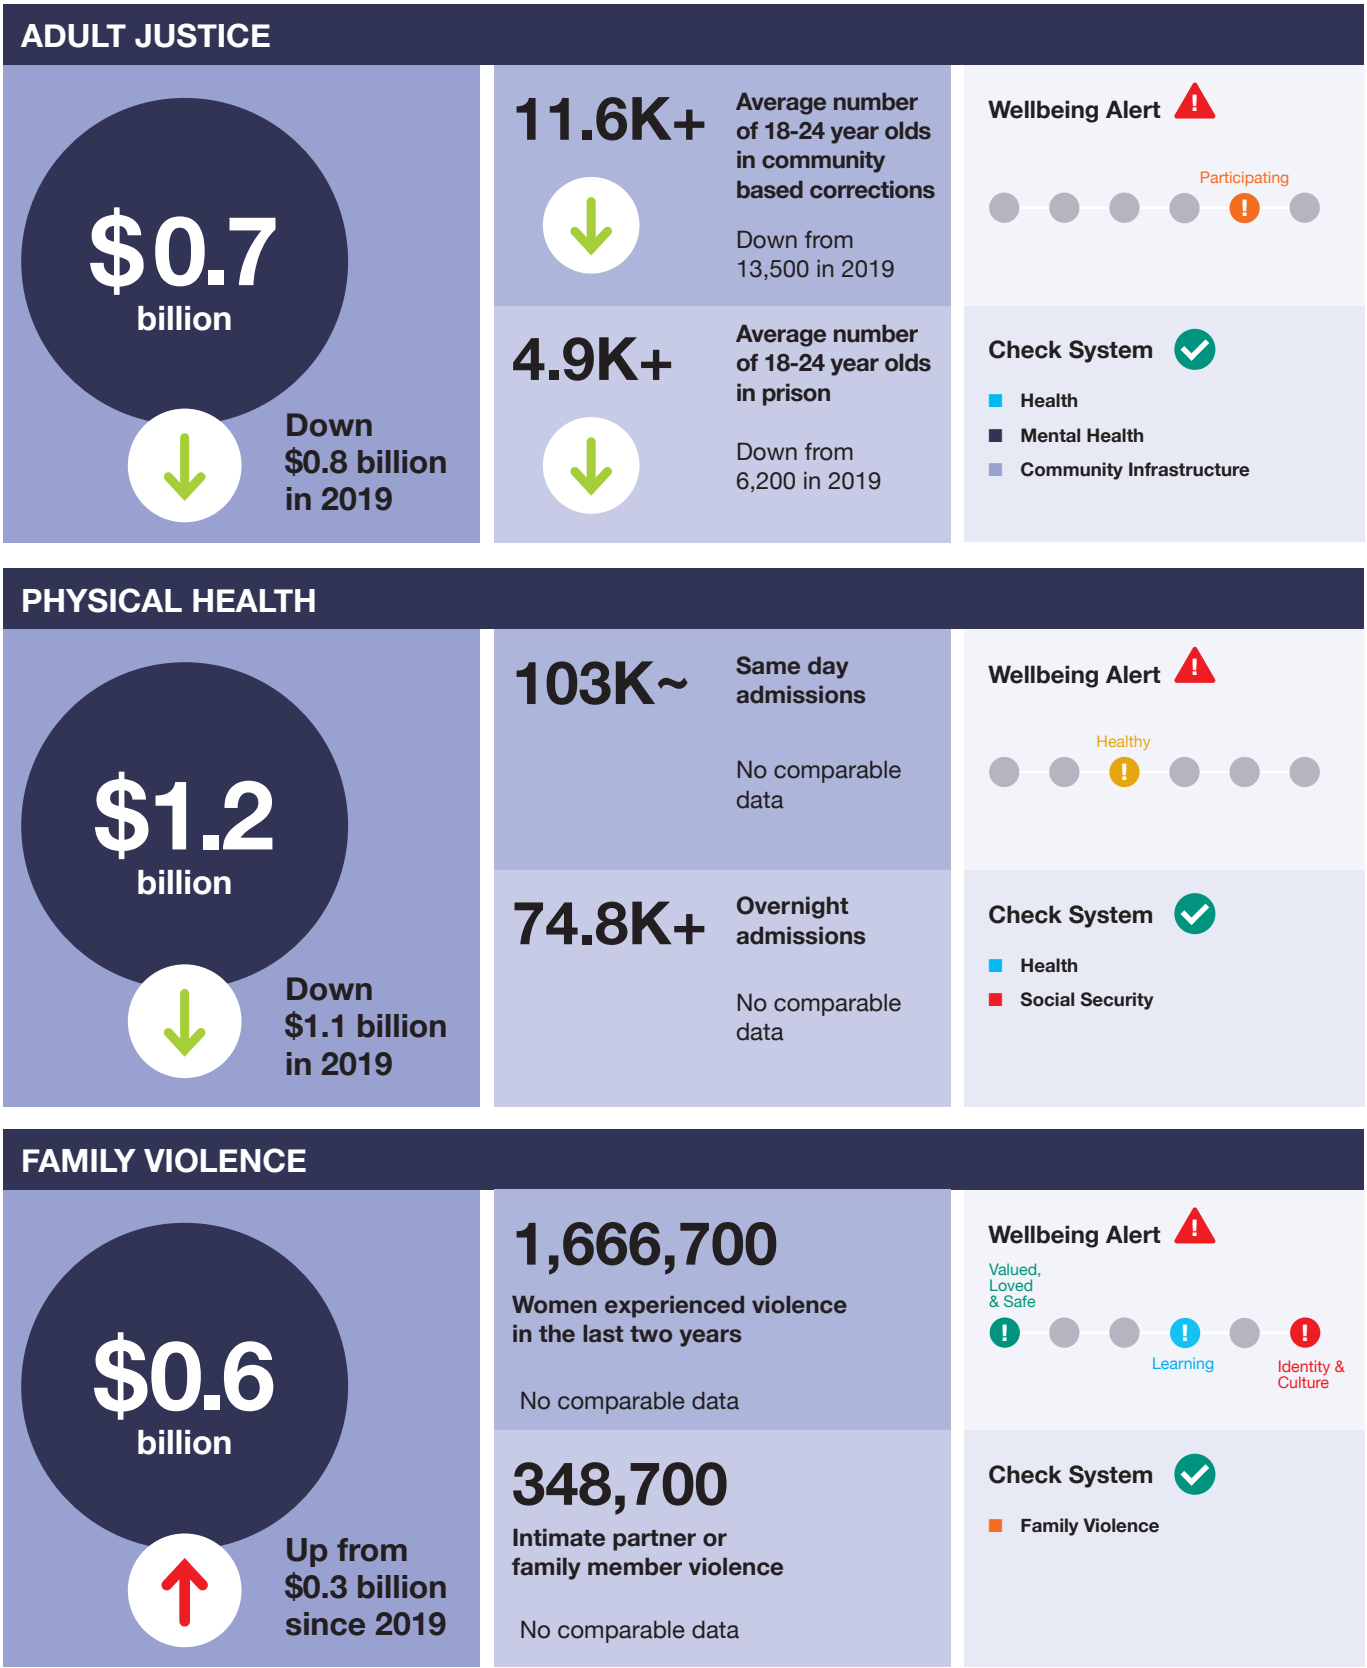 ADULT JUSTICE
$0.7
billion
Down
$0.8 billion
in 2019
11.6K+
Average number
of 18-24 year olds
in community
based corrections
Down from
13,500 in 2019
4.9K+
Average number
of 18-24 year olds
in prison
Down from
6,200 in 2019
Wellbeing Alert !
Participating
!
Check System
Health
Mental Health
Community Infrastructure
PHYSICAL HEALTH
$1.2
billion
Down
$1.1 billion
in 2019
103K~
Same day
admissions
No comparable
data
74.8K+
Overnight
admissions
No comparable
data
Wellbeing Alert !
Healthy
!
Check System
Health
Social Security
FAMILY VIOLENCE
$0.6
billion
Up from
$0.3 billion
since 2019
1,666,700
Women experienced violence
in the last two years
No comparable data
348,700
Intimate partner or
family member violence
No comparable data
Wellbeing Alert !
Valued,
Loved
& Safe
! ! !
Learning
Identity &
Culture
Check System
Family Violence